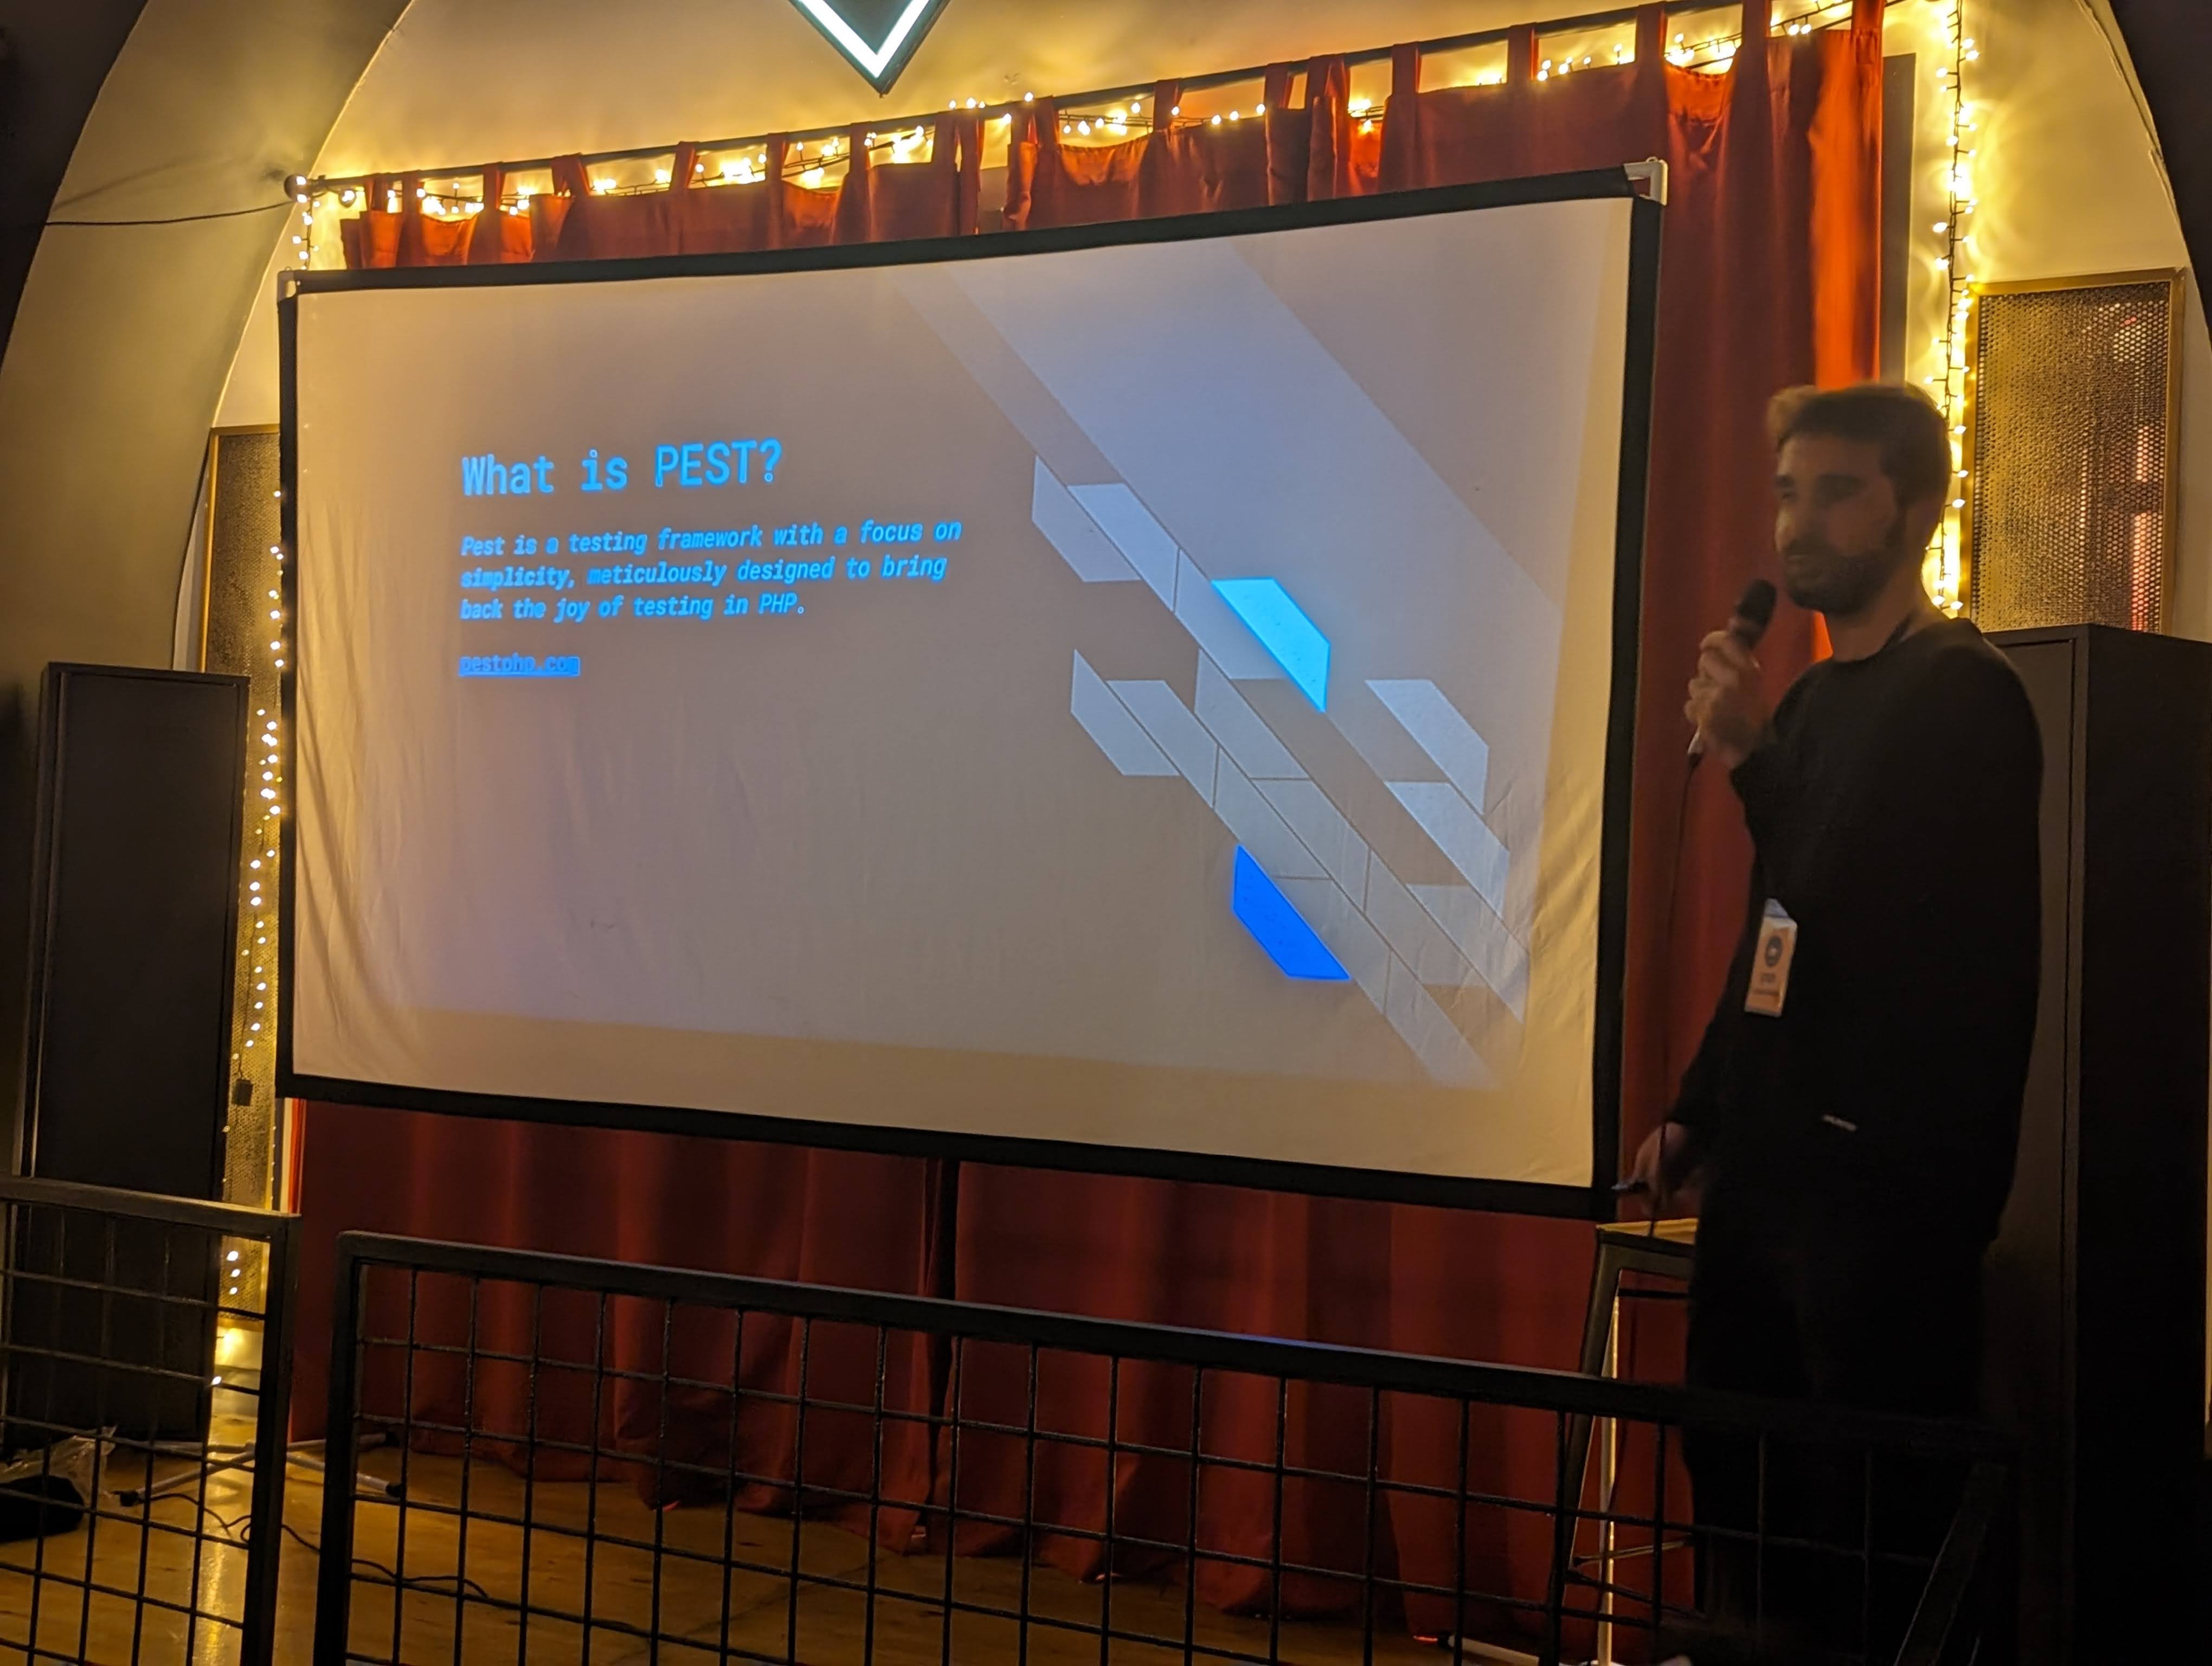 What is PEST?
Pest is a testing framework with a focus on
simplicity, meticulously designed to bring
back the joy of testing in PHP.
pestphp.com